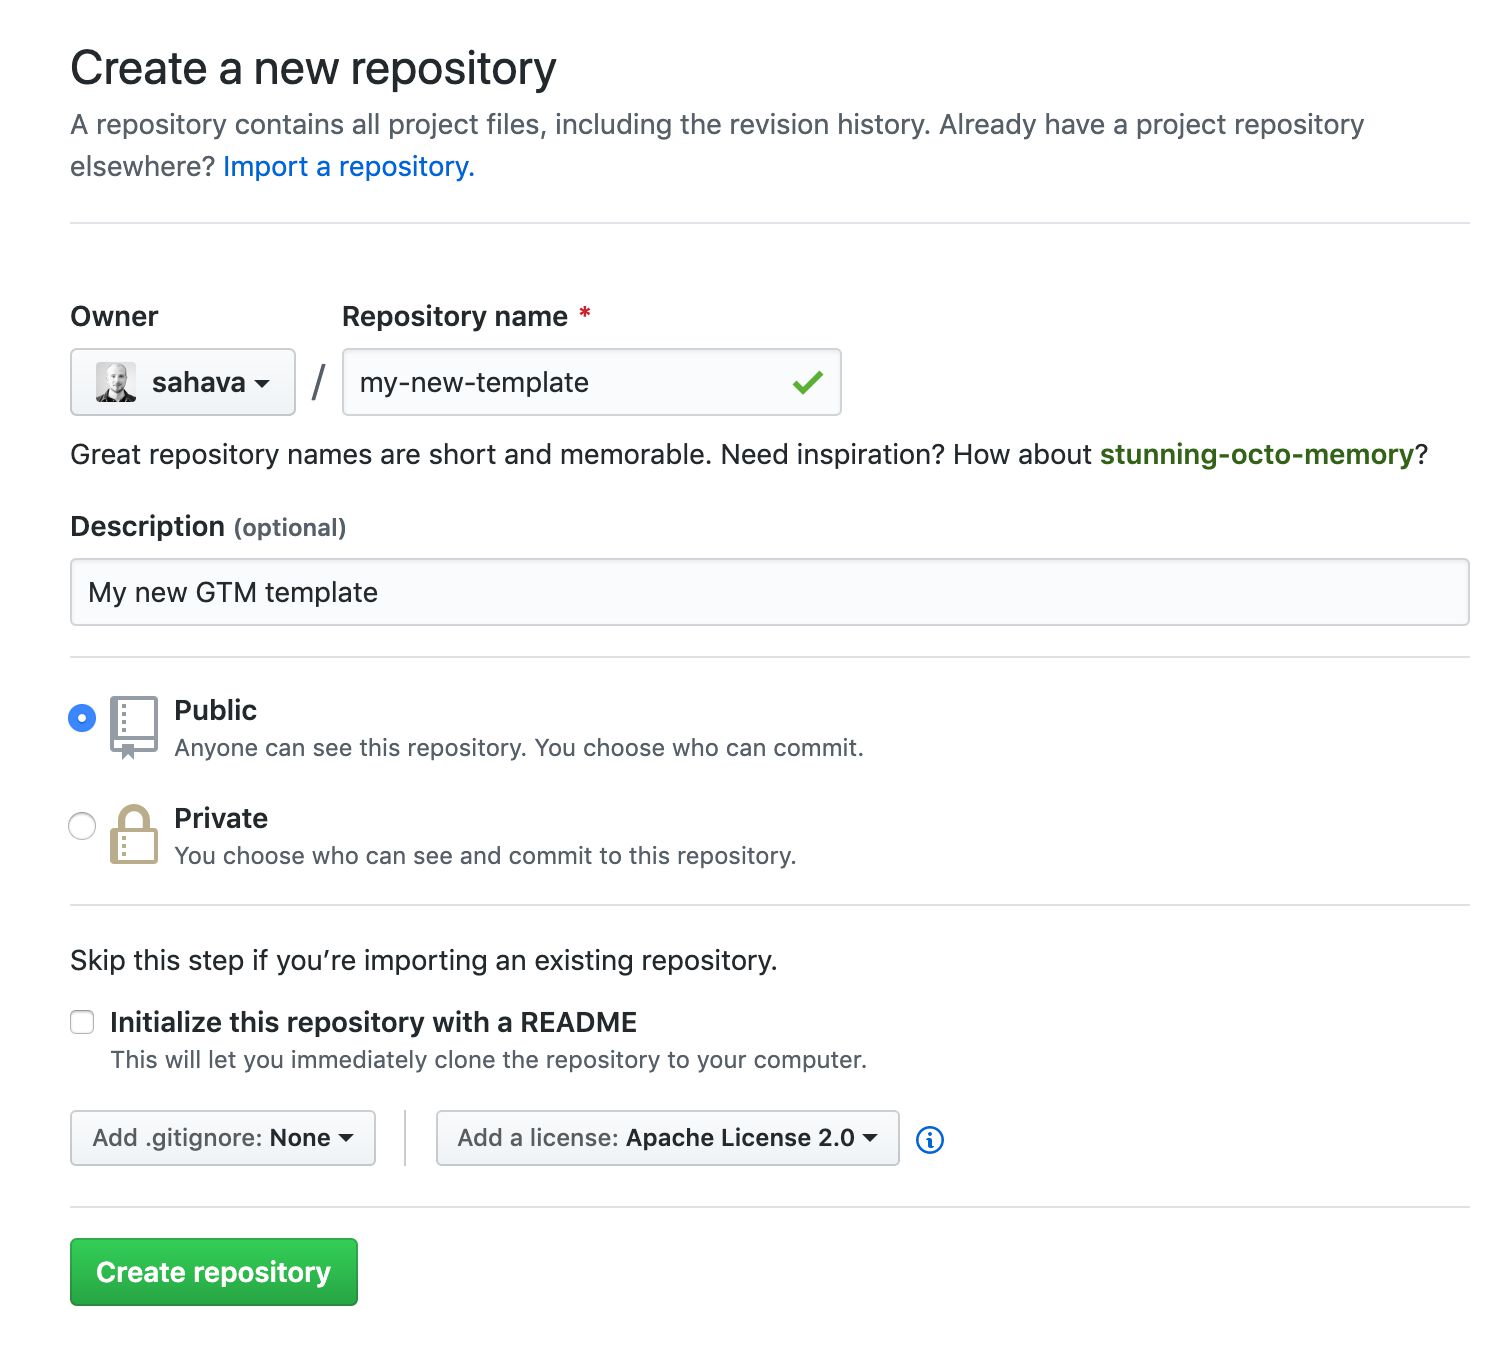 Create a new repository
A repository contains all project files, including the revision history. Already have a project repository
elsewhere? Import a repository.
Owner
Repository name *
sahava
/
my-new-template
Great repository names are short and memorable. Need inspiration? How about stunning-octo-memory?
Description (optional)
My new GTM template
Public
Anyone can see this repository. You choose who can commit.
Private
You choose who can see and commit to this repository.
Skip this step if you’re importing an existing repository.
Initialize this repository with a README
This will let you immediately clone the repository to your computer.
Add .gitignore: None
Add a license: Apache License 2.0
Create repository